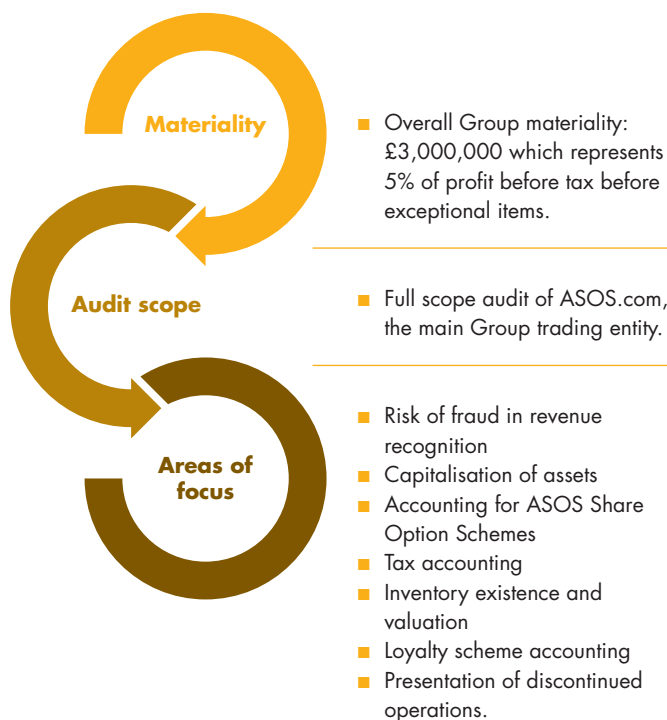 Materiality
■ Overall Group materiality:
£3,000,000 which represents
5% of profit before tax before
exceptional items.
Audit scope
■ Full scope audit of ASOS.com,
the main Group trading entity.
Areas of
focus
■ Risk of fraud in revenue
recognition
■ Capitalisation of assets
■ Accounting for ASOS Share
Option Schemes
■ Tax accounting
■ Inventory existence and
valuation
■ Loyalty scheme accounting
■ Presentation of discontinued
operations.